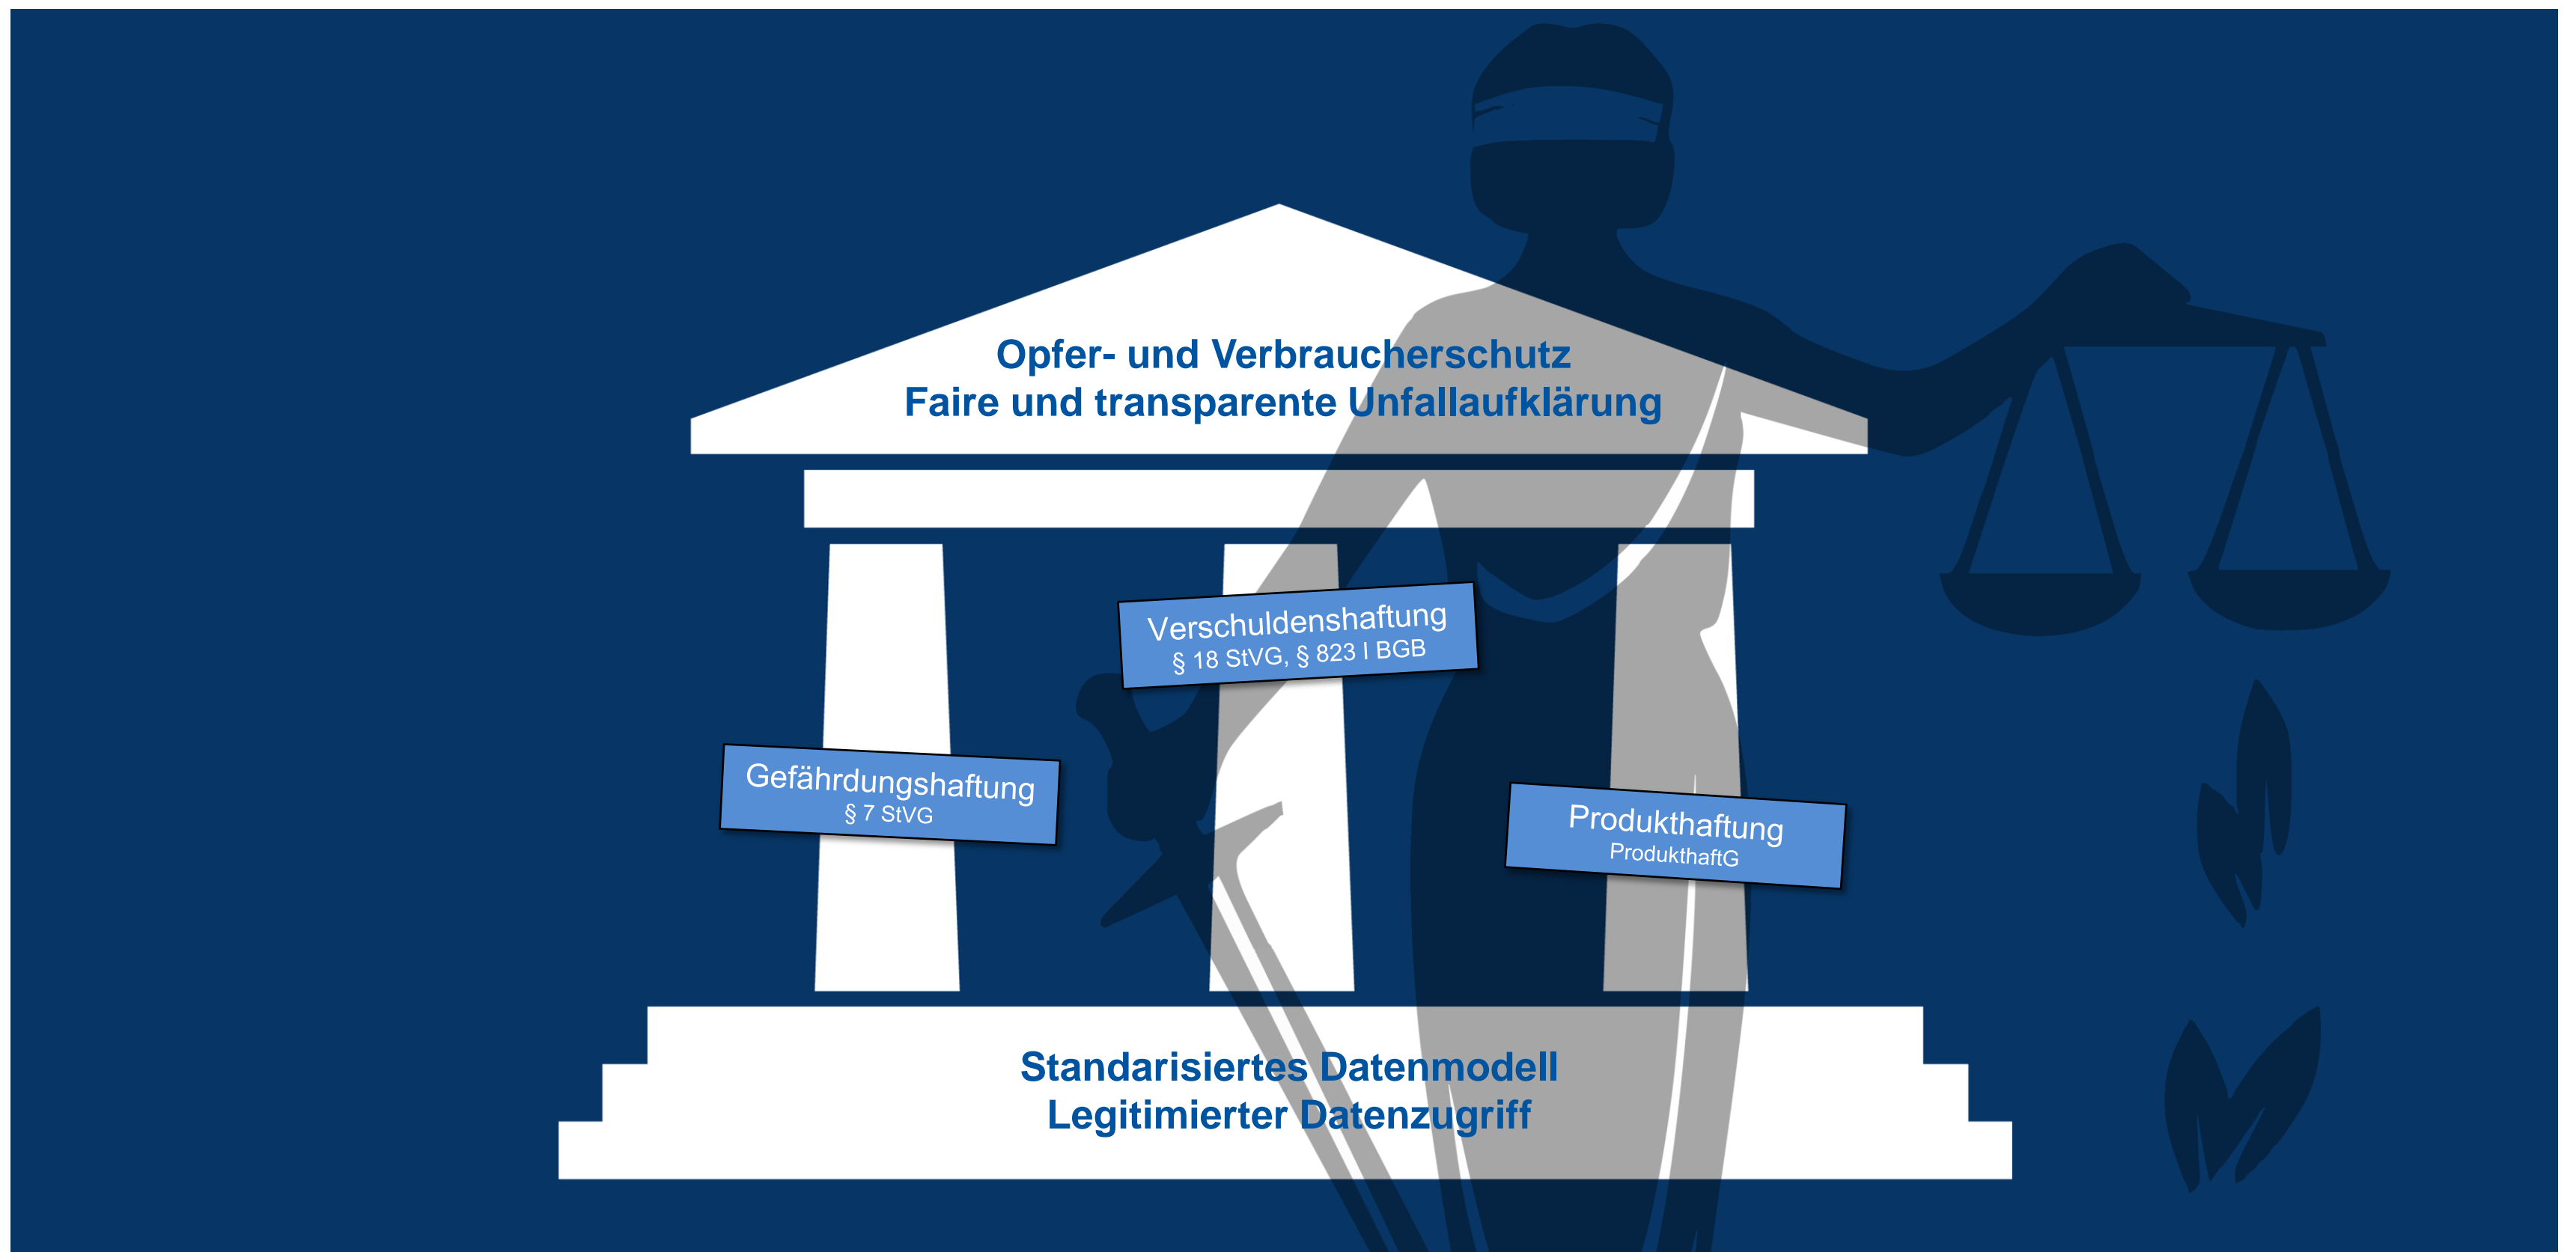 Opfer- und Verbraucherschutz
Faire und transparente Unfallaufklärung
Verschuldenshaftung
§ 18 StVG, § 823 I BGB
Gefährdungshaftung
§ 7 StVG
Produkthaftung
ProdukthaftG
Standarisiertes Datenmodell
Legitimierter Datenzugriff